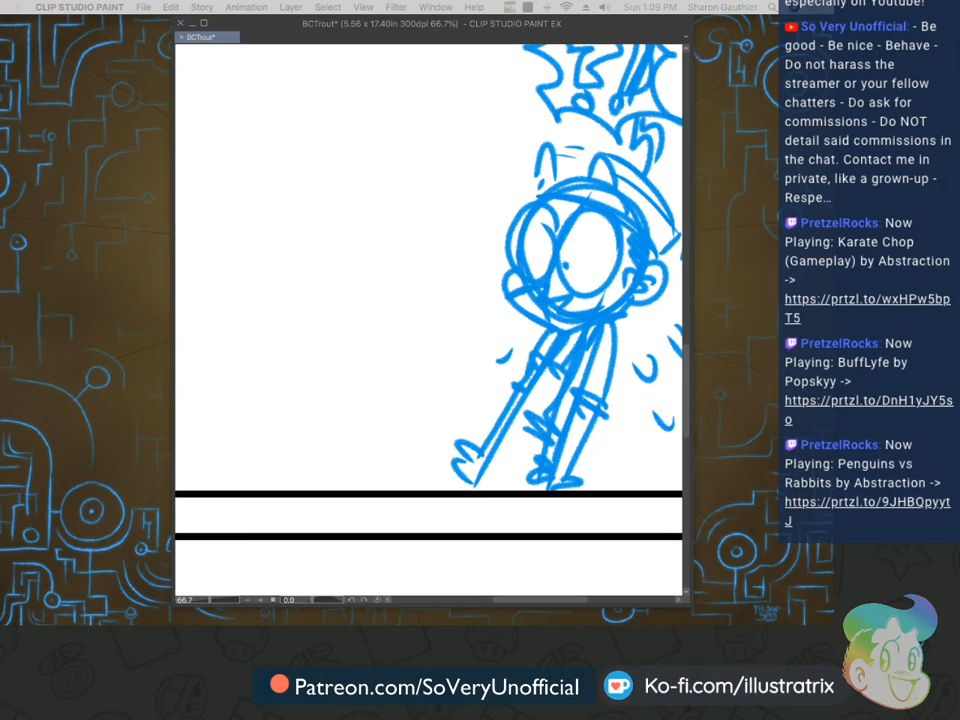 CLIP STUDIO PAINT File Edit Story Animation Layer Select View Filter Window Help Sun 1:09 PM Sharon Gauthier
BCTrout* (5.56 x 17.40in 300dpi 66.7%) - CLIP STUDIO PAINT EX
BCTrout*
especially on Youtube!
So Very Unofficial: - Be
good - Be nice - Behave -
Do not harass the
streamer or your fellow
chatters - Do ask for
commissions - Do NOT
detail said commissions in
the chat. Contact me in
private, like a grown-up -
Respe...
PretzelRocks: Now
Playing: Karate Chop
(Gameplay) by Abstraction
->
https://prtzl.to/wxHPw5bp
T5
PretzelRocks: Now
Playing: BuffLyfe by
Popskyy ->
https://prtzl.to/DnH1yJY5s
o
PretzelRocks: Now
Playing: Penguins vs
Rabbits by Abstraction ->
https://prtzl.to/9JHBQpyyt
J
66.7
0.0
Patreon.com/SoVeryUnofficial
Ko-fi.com/illustratrix